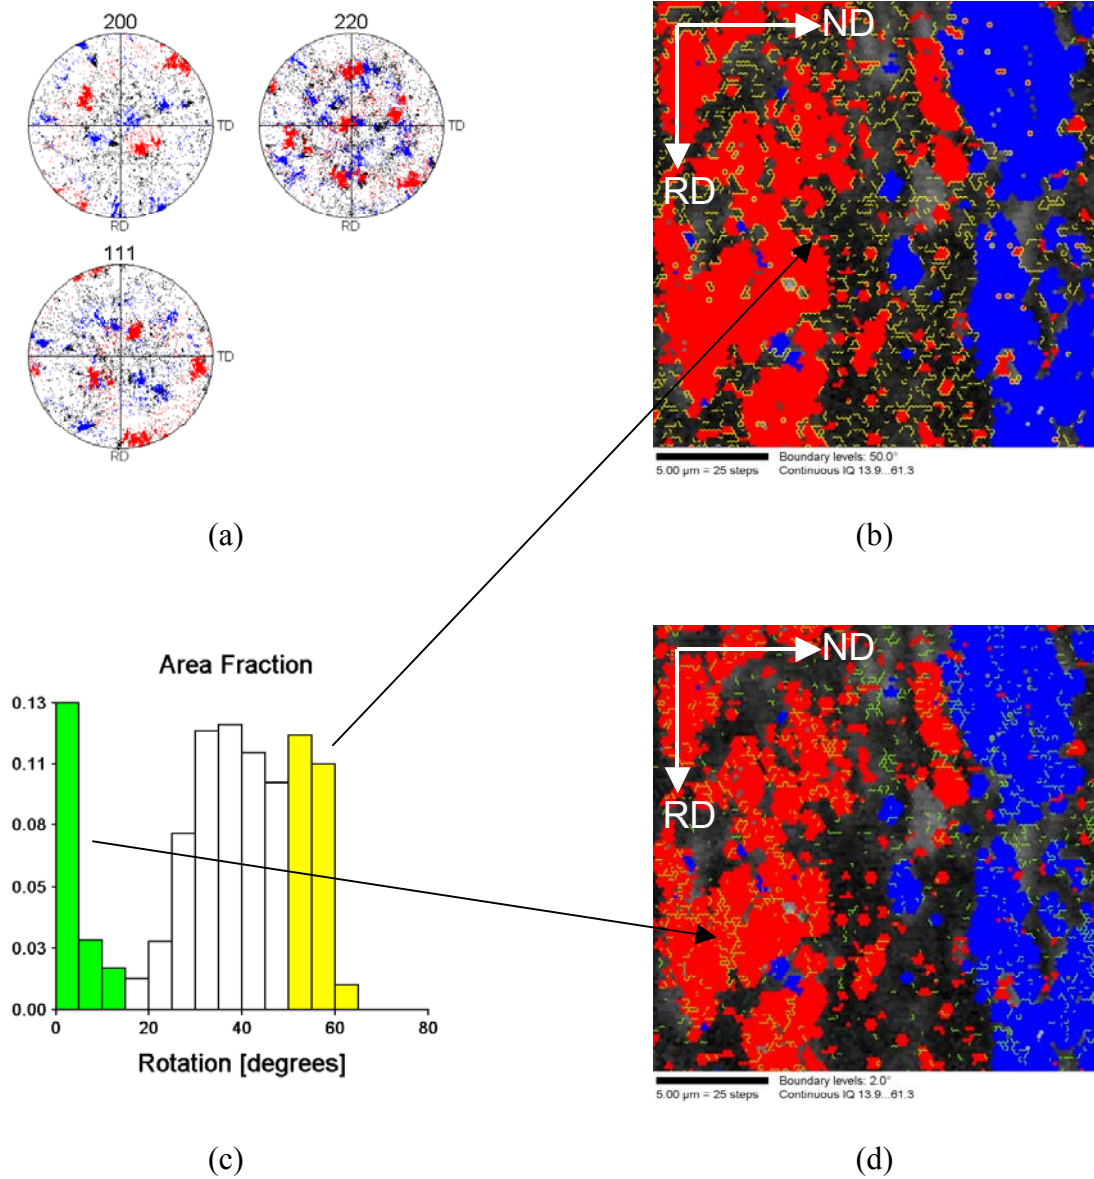 200
TD
RD
220
TD
RD
111
TD
RD
(a)
ND
RD
Boundary levels: 50.0°
5.00 µm = 25 steps
Continuous IQ 13.9...61.3
(b)
Area Fraction
0.13
0.11
0.08
0.05
0.03
0.00
0
20
40
60
80
Rotation [degrees]
(c)
ND
RD
Boundary levels: 2.0°
5.00 µm = 25 steps
Continuous IQ 13.9...61.3
(d)